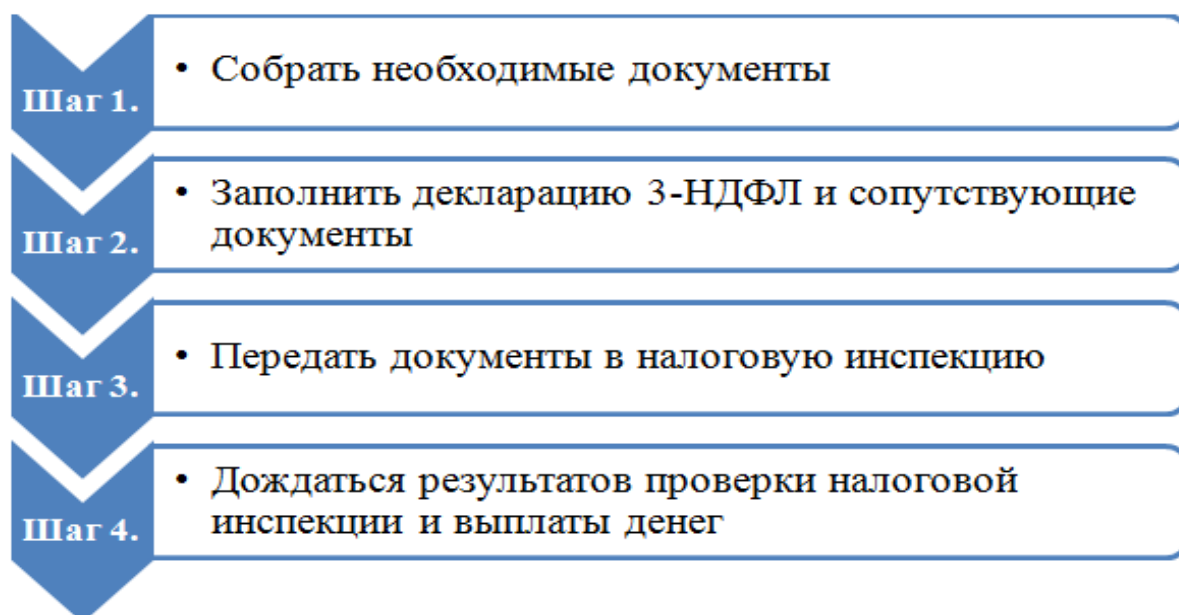 Шаг 1.
• Собрать необходимые документы
Шаг 2.
• Заполнить декларацию 3-НДФЛ и сопутствующие
документы
Шаг 3.
• Передать документы в налоговую инспекцию
Шаг 4.
• Дождаться результатов проверки налоговой
инспекции и выплаты денег